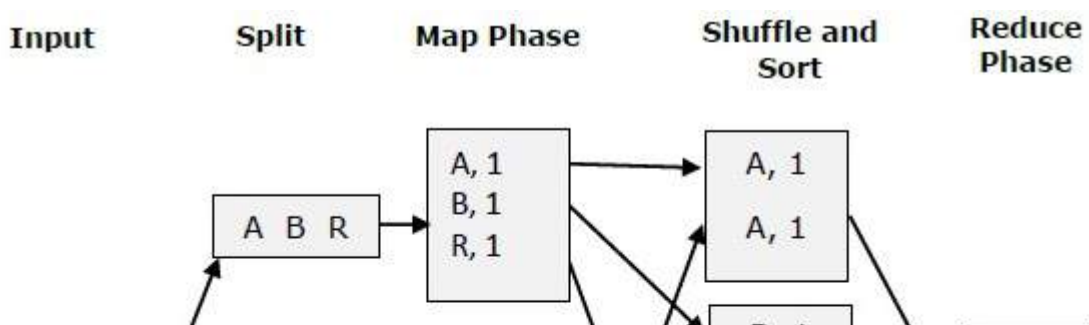 Input
Split
Map Phase
Shuffle and
Sort
Reduce
Phase
A B R
A, 1
B, 1
R, 1
A, 1
A, 1